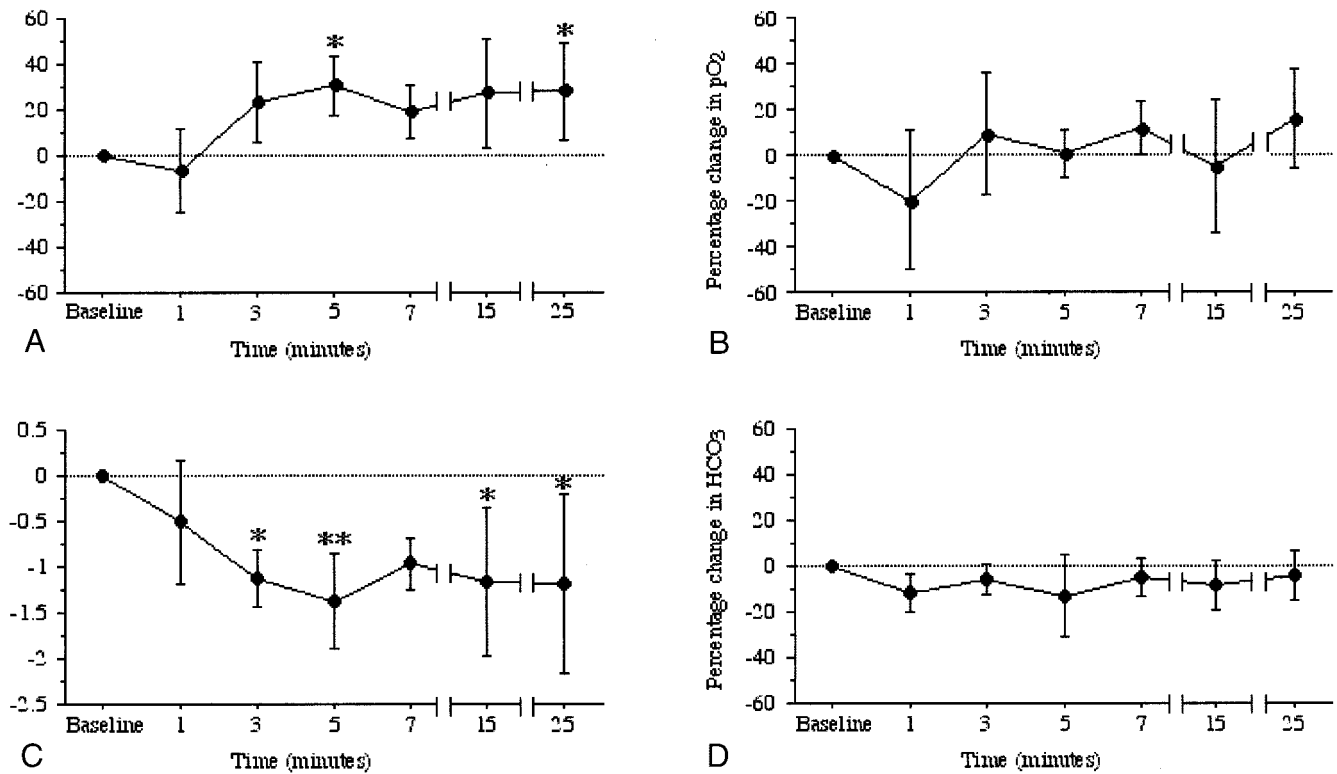 60
40
20
0
-20
-40
-60
*
*
Baseline 1 3 5 7 15 25
Time (minutes)
A
Percentage change in pO2
60
40
20
0
-20
-40
-60
Baseline 1 3 5 7 15 25
Time (minutes)
B
0.5
0
-0.5
-1
-1.5
-2
-2.5
*
**
*
*
Baseline 1 3 5 7 15 25
Time (minutes)
C
Percentage change in HCO3
60
40
20
0
-20
-40
-60
Baseline 1 3 5 7 15 25
Time (minutes)
D